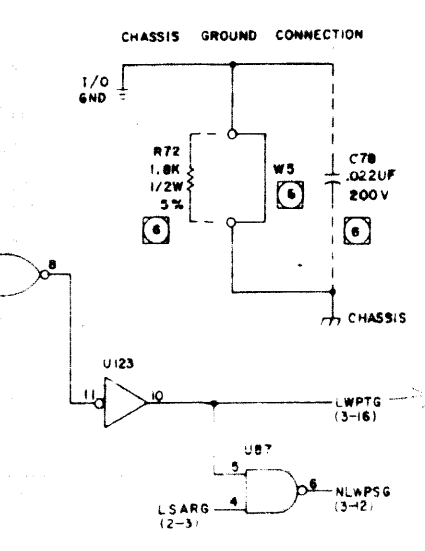 CHASSIS GROUND CONNECTION
I/O
GND
R72
1.8K
1/2W
5%
6
W5
6
C78
.022UF
200V
6
CHASSIS
8
U123
11
10
LWPTG
(3-16)
U87
5
6
NLWPSG
(3-12)
LSARG
4
(2-3)